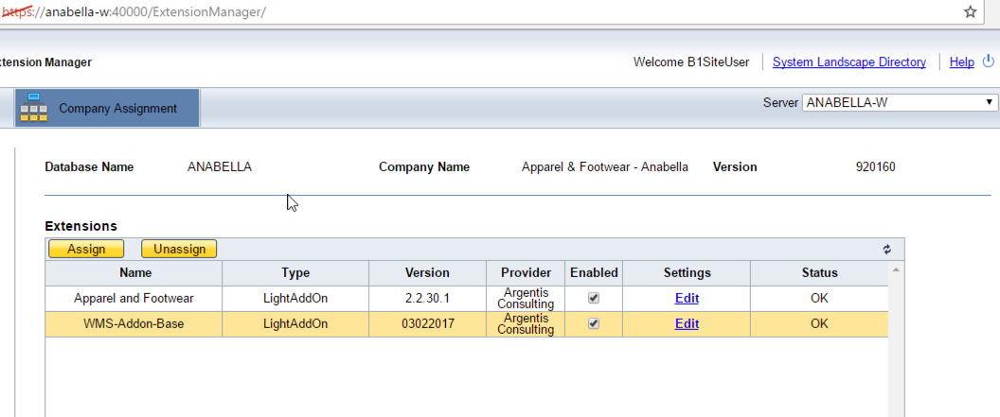 https://anabella-w:40000/ExtensionManager/
tension Manager
Welcome B1SiteUser System Landscape Directory Help
Company Assignment
Server ANABELLA-W
Database Name ANABELLA Company Name Apparel & Footwear - Anabella Version 920160
Extensions
Assign Unassign
Name Type Version Provider Enabled Settings Status
Apparel and Footwear LightAddOn 2.2.30.1 Argentis Consulting Edit OK
WMS-Addon-Base LightAddOn 03022017 Argentis Consulting Edit OK